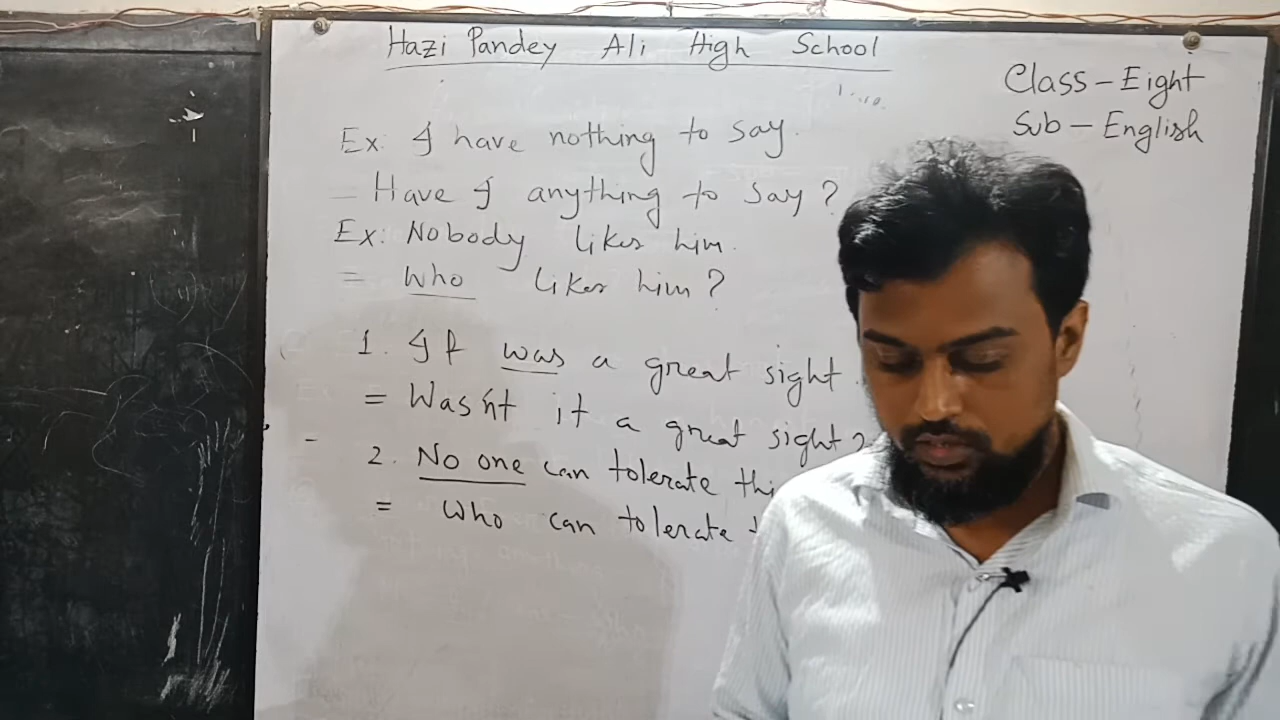 Hazi Pandey Ali High School
Class - Eight
Sub - English
Ex: I have nothing to say.
- Have I anything to say?
Ex: Nobody likes him.
= Who likes him?
1. It was a great sight.
= Wasn't it a great sight?
2. No one can tolerate thi
= Who can tolerate t